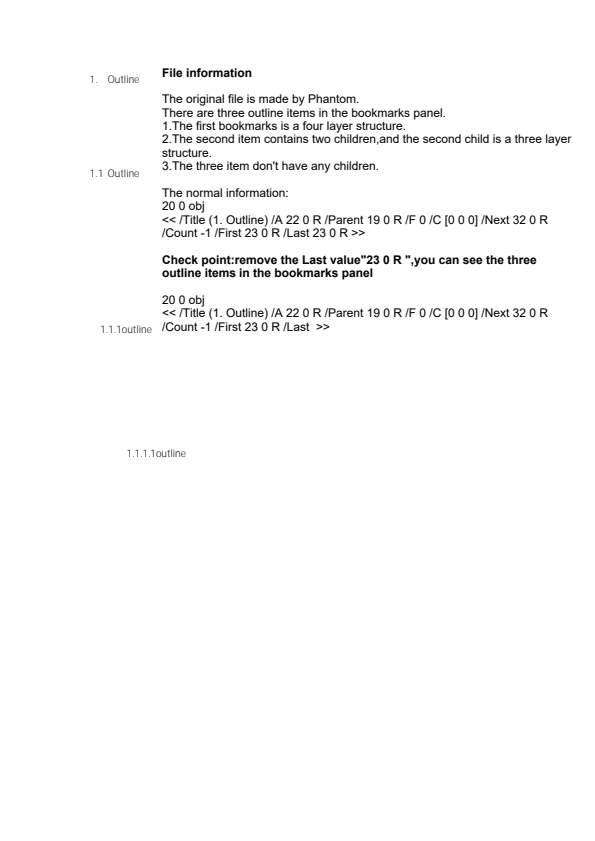 File information
1. Outline
The original file is made by Phantom.
There are three outline items in the bookmarks panel.
1.The first bookmarks is a four layer structure.
2.The second item contains two children,and the second child is a three layer
structure.
3.The three item don't have any children.
1.1 Outline
The normal information:
20 0 obj
<< /Title (1. Outline) /A 22 0 R /Parent 19 0 R /F 0 /C [0 0 0] /Next 32 0 R
/Count -1 /First 23 0 R /Last 23 0 R >>
Check point:remove the Last value"23 0 R ",you can see the three
outline items in the bookmarks panel
20 0 obj
<< /Title (1. Outline) /A 22 0 R /Parent 19 0 R /F 0 /C [0 0 0] /Next 32 0 R
/Count -1 /First 23 0 R /Last  >>
1.1.1outline
1.1.1.1outline